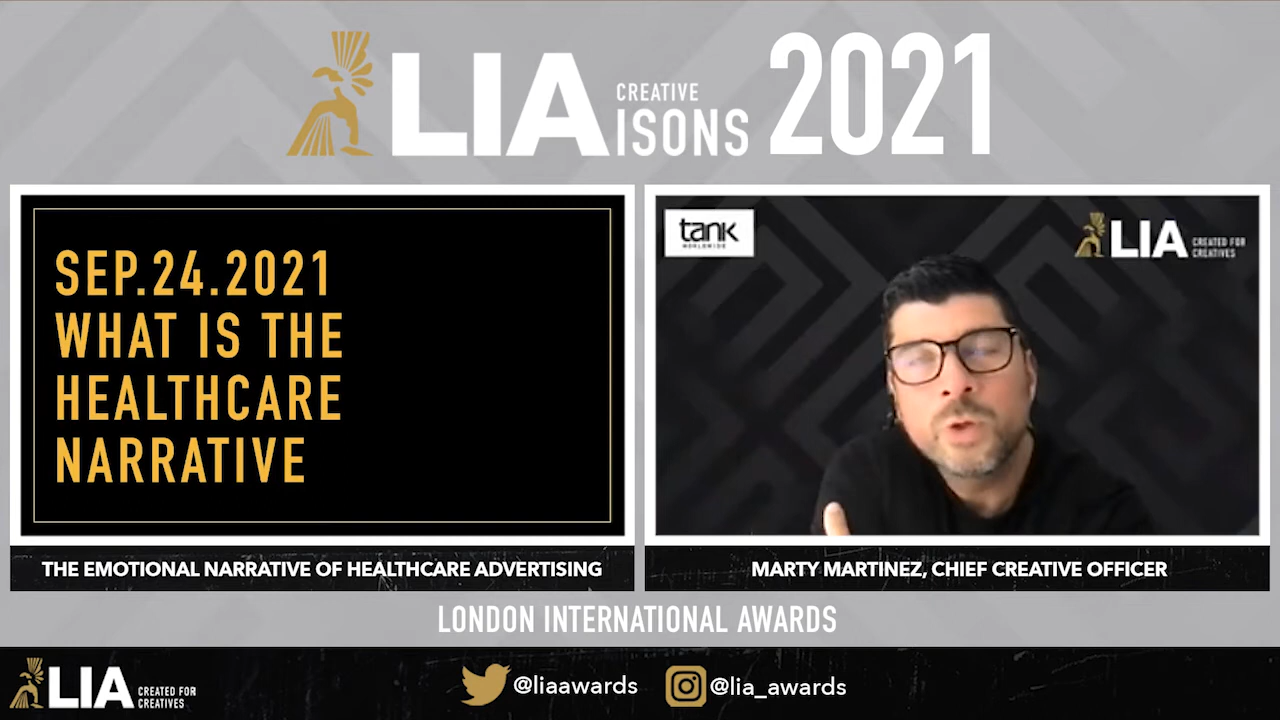 LIA CREATIVE ISONS 2021
SEP.24.2021
WHAT IS THE
HEALTHCARE
NARRATIVE
tank
WORLDWIDE
LIA CREATED FOR CREATIVES
THE EMOTIONAL NARRATIVE OF HEALTHCARE ADVERTISING
MARTY MARTINEZ, CHIEF CREATIVE OFFICER
LONDON INTERNATIONAL AWARDS
LIA CREATED FOR CREATIVES
@liaawards
@lia_awards